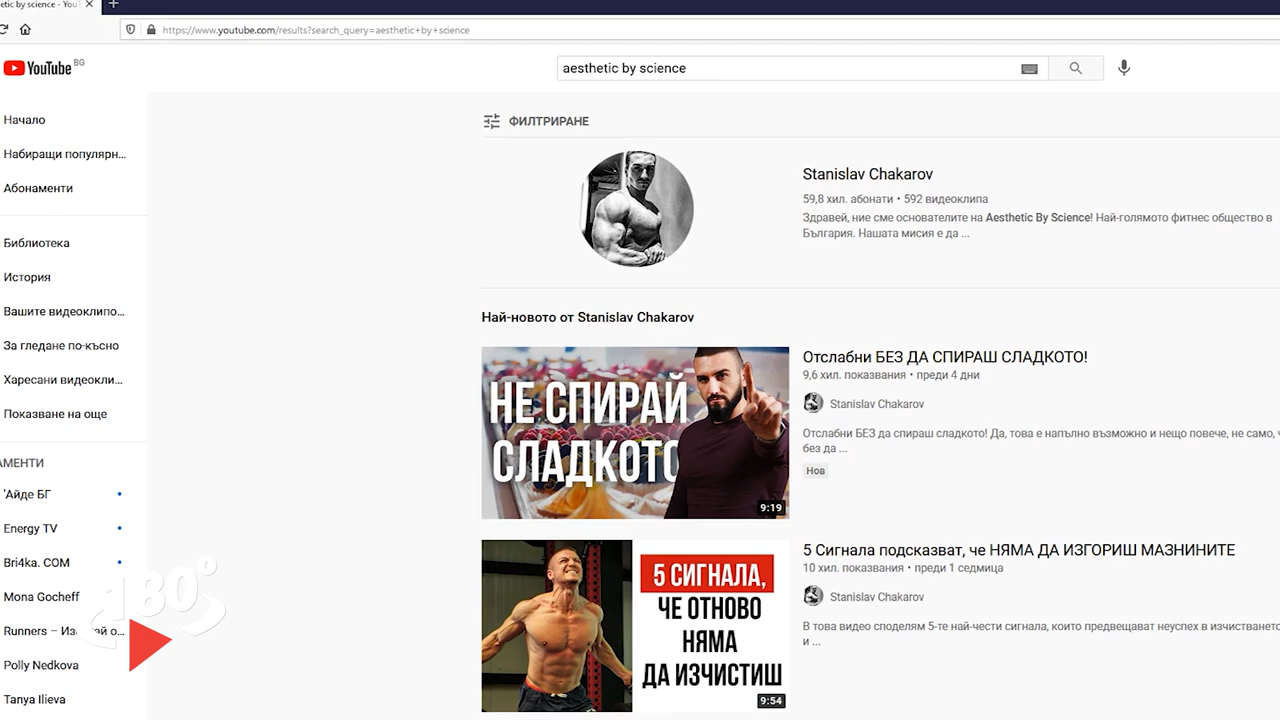 etic by science - YouT
https://www.youtube.com/results?search_query=aesthetic+by+science
YouTube BG
aesthetic by science
Начало
Набиращи популярн...
Абонаменти
Библиотека
История
Вашите видеоклипо...
За гледане по-късно
Харесани видеокли...
Показване на още
АМЕНТИ
'Айде БГ
Energy TV
Bri4ka. COM
Mona Gocheff
Runners –
Polly Nedkova
Tanya Ilieva
180°
ФИЛТРИРАНЕ
Stanislav Chakarov
59,8 хил. абонати • 592 видеоклипа
Здравей, ние сме основателите на Aesthetic By Science! Най-голямото фитнес общество в
България. Нашата мисия е да ...
Най-новото от Stanislav Chakarov
НЕ СПИРАЙ
СЛАДКОТО
9:19
Отслабни БЕЗ ДА СПИРАШ СЛАДКОТО!
9,6 хил. показвания • преди 4 дни
Stanislav Chakarov
Отслабни БЕЗ да спираш сладкото! Да, това е напълно възможно и нещо повече, не само, ч
без да ...
Нов
5 СИГНАЛА,
ЧЕ ОТНОВО
НЯМА
ДА ИЗЧИСТИШ
9:54
5 Сигнала подсказват, че НЯМА ДА ИЗГОРИШ МАЗНИНИТЕ
10 хил. показвания • преди 1 седмица
Stanislav Chakarov
В това видео споделям 5-те най-чести сигнала, които предвещават неуспех в изчистването
и ...